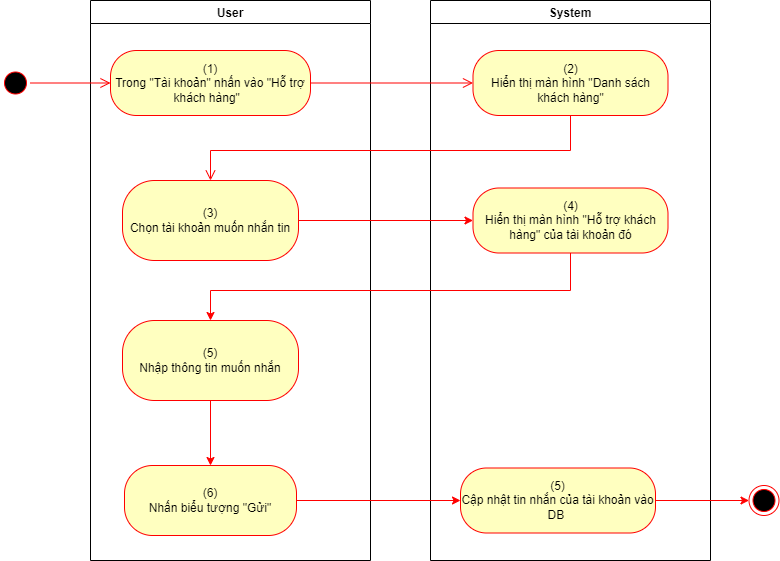 User
System
(1)
Trong "Tài khoản" nhấn vào "Hỗ trợ
khách hàng"
(2)
Hiển thị màn hình "Danh sách
khách hàng"
(3)
Chọn tài khoản muốn nhắn tin
(4)
Hiển thị màn hình "Hỗ trợ khách
hàng" của tài khoản đó
(5)
Nhập thông tin muốn nhắn
(6)
Nhấn biểu tượng "Gửi"
(5)
Cập nhật tin nhắn của tài khoản vào
DB